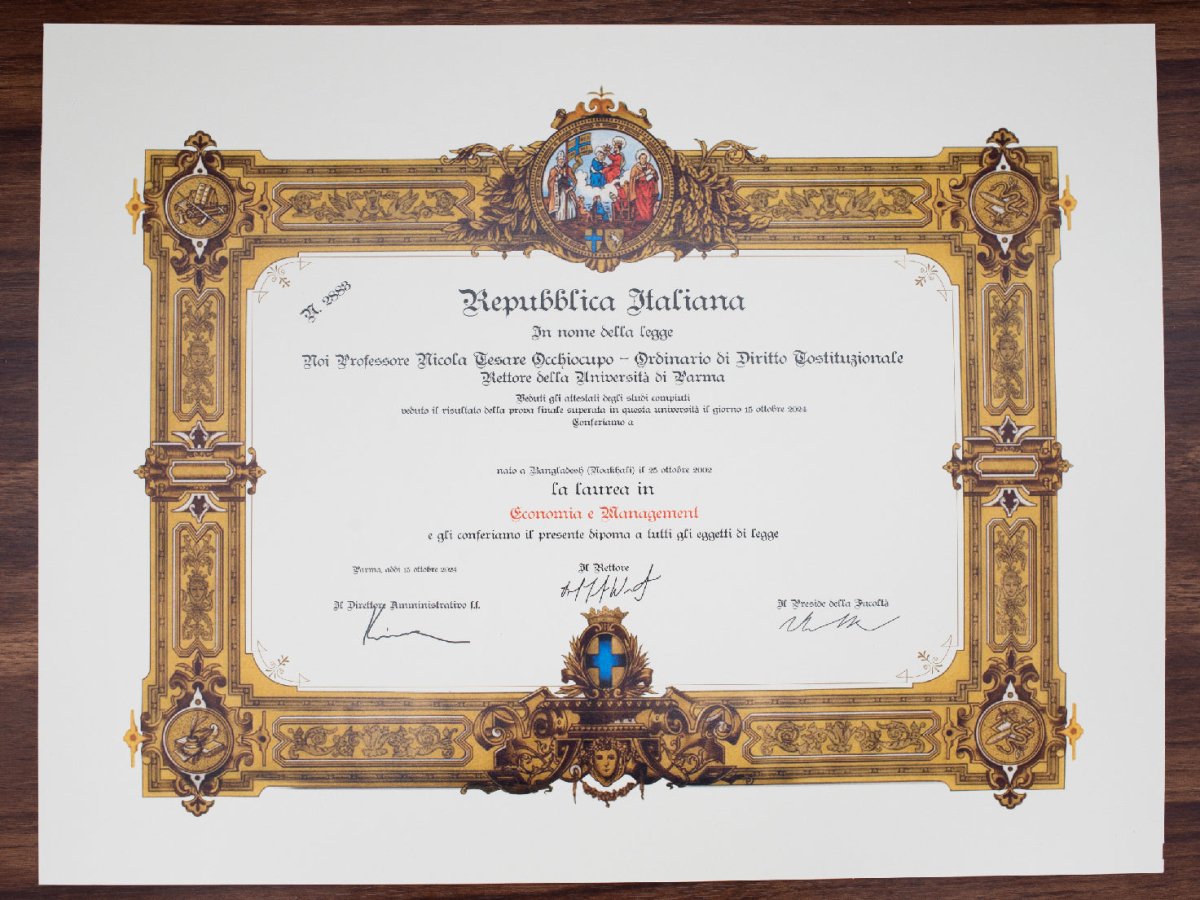 N. 2883
Repubblica Italiana
In nome della legge
Noi Professore Nicola Cesare Occhiocupo – Ordinario di Diritto Costituzionale
Rettore della Università di Parma
Veduti gli attestati degli studi compiuti
veduto il risultato della prova finale superata in questa università il giorno 15 ottobre 2024
Conferiamo a
nato a Bangladesh (Noakhali) il 25 ottobre 2002
la laurea in
Economia e Management
e gli conferiamo il presente dipoma a tutti gli eggetti di legge
Parma, addì 15 ottobre 2024
Il Rettore
Il Direttore Amministrativo f.f.
Il Preside della Facoltà